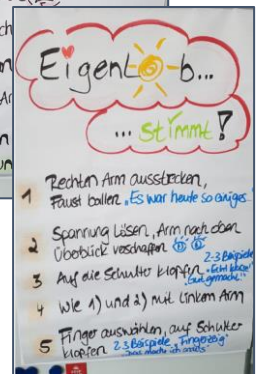 Eigenlob...
...stimmt!
1 Rechten Arm ausstrecken,
Faust ballen „Es war heute so einiges"
2 Spannung lösen, Arm nach oben
Überblick verschaffen
2-3 Beispiele
3 Auf die Schulter klopfen
„Gut gemacht"
4 Wie 1) und 2) mit linkem Arm
5 Finger auswählen, auf Schulter
klopfen 2-3 Beispiele „Fingerzeig"